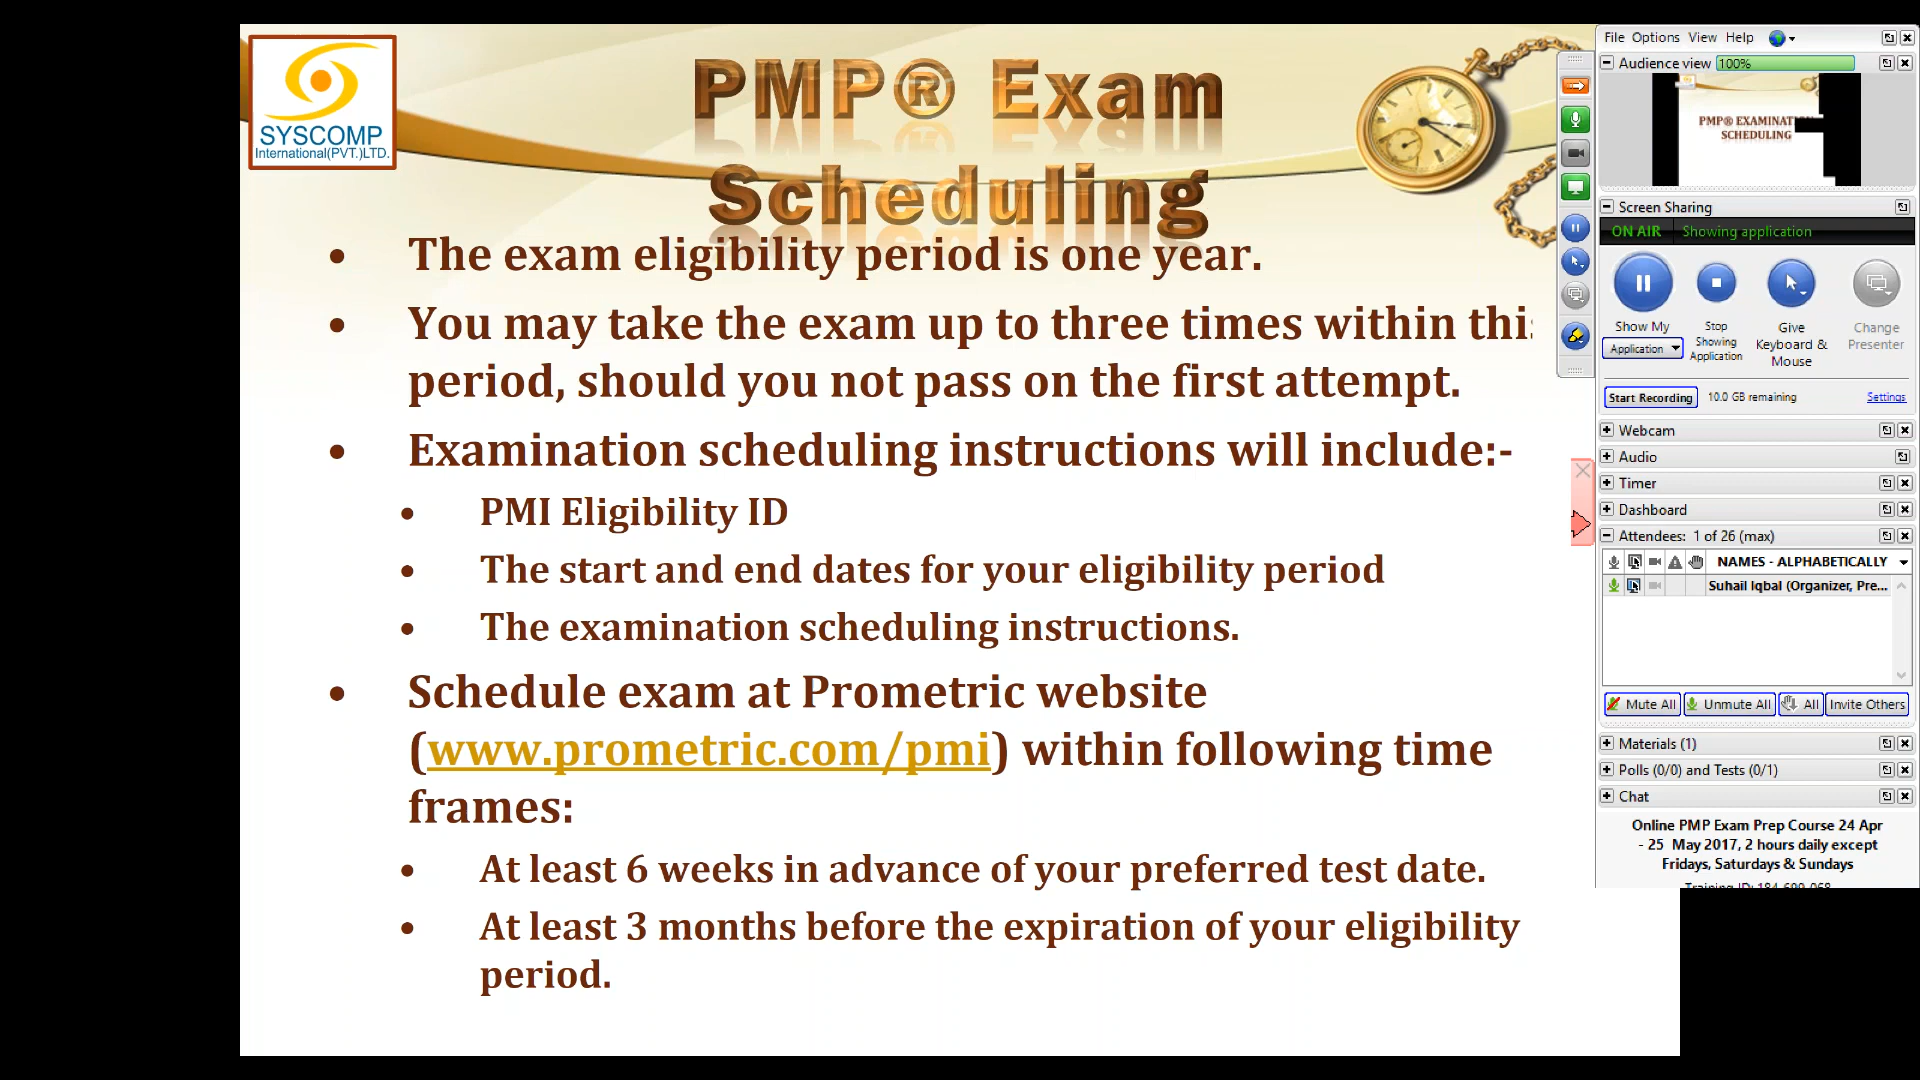 SYSCOMP
International(PVT.)LTD.
PMP® Exam
Scheduling
• The exam eligibility period is one year.
• You may take the exam up to three times within this
period, should you not pass on the first attempt.
• Examination scheduling instructions will include:-
• PMI Eligibility ID
• The start and end dates for your eligibility period
• The examination scheduling instructions.
• Schedule exam at Prometric website
(www.prometric.com/pmi) within following time
frames:
• At least 6 weeks in advance of your preferred test date.
• At least 3 months before the expiration of your eligibility
period.
File Options View Help
Audience view 100%
PMP® EXAMINATION
SCHEDULING
Screen Sharing
ON AIR Showing application
Show My
Application
Stop
Showing
Application
Give
Keyboard &
Mouse
Change
Presenter
Start Recording 10.0 GB remaining Settings
Webcam
Audio
Timer
Dashboard
Attendees: 1 of 26 (max)
NAMES - ALPHABETICALLY
Suhail Iqbal (Organizer, Pre...
Mute All Unmute All All Invite Others
Materials (1)
Polls (0/0) and Tests (0/1)
Chat
Online PMP Exam Prep Course 24 Apr
- 25 May 2017, 2 hours daily except
Fridays, Saturdays & Sundays
Training ID: 184-699-068